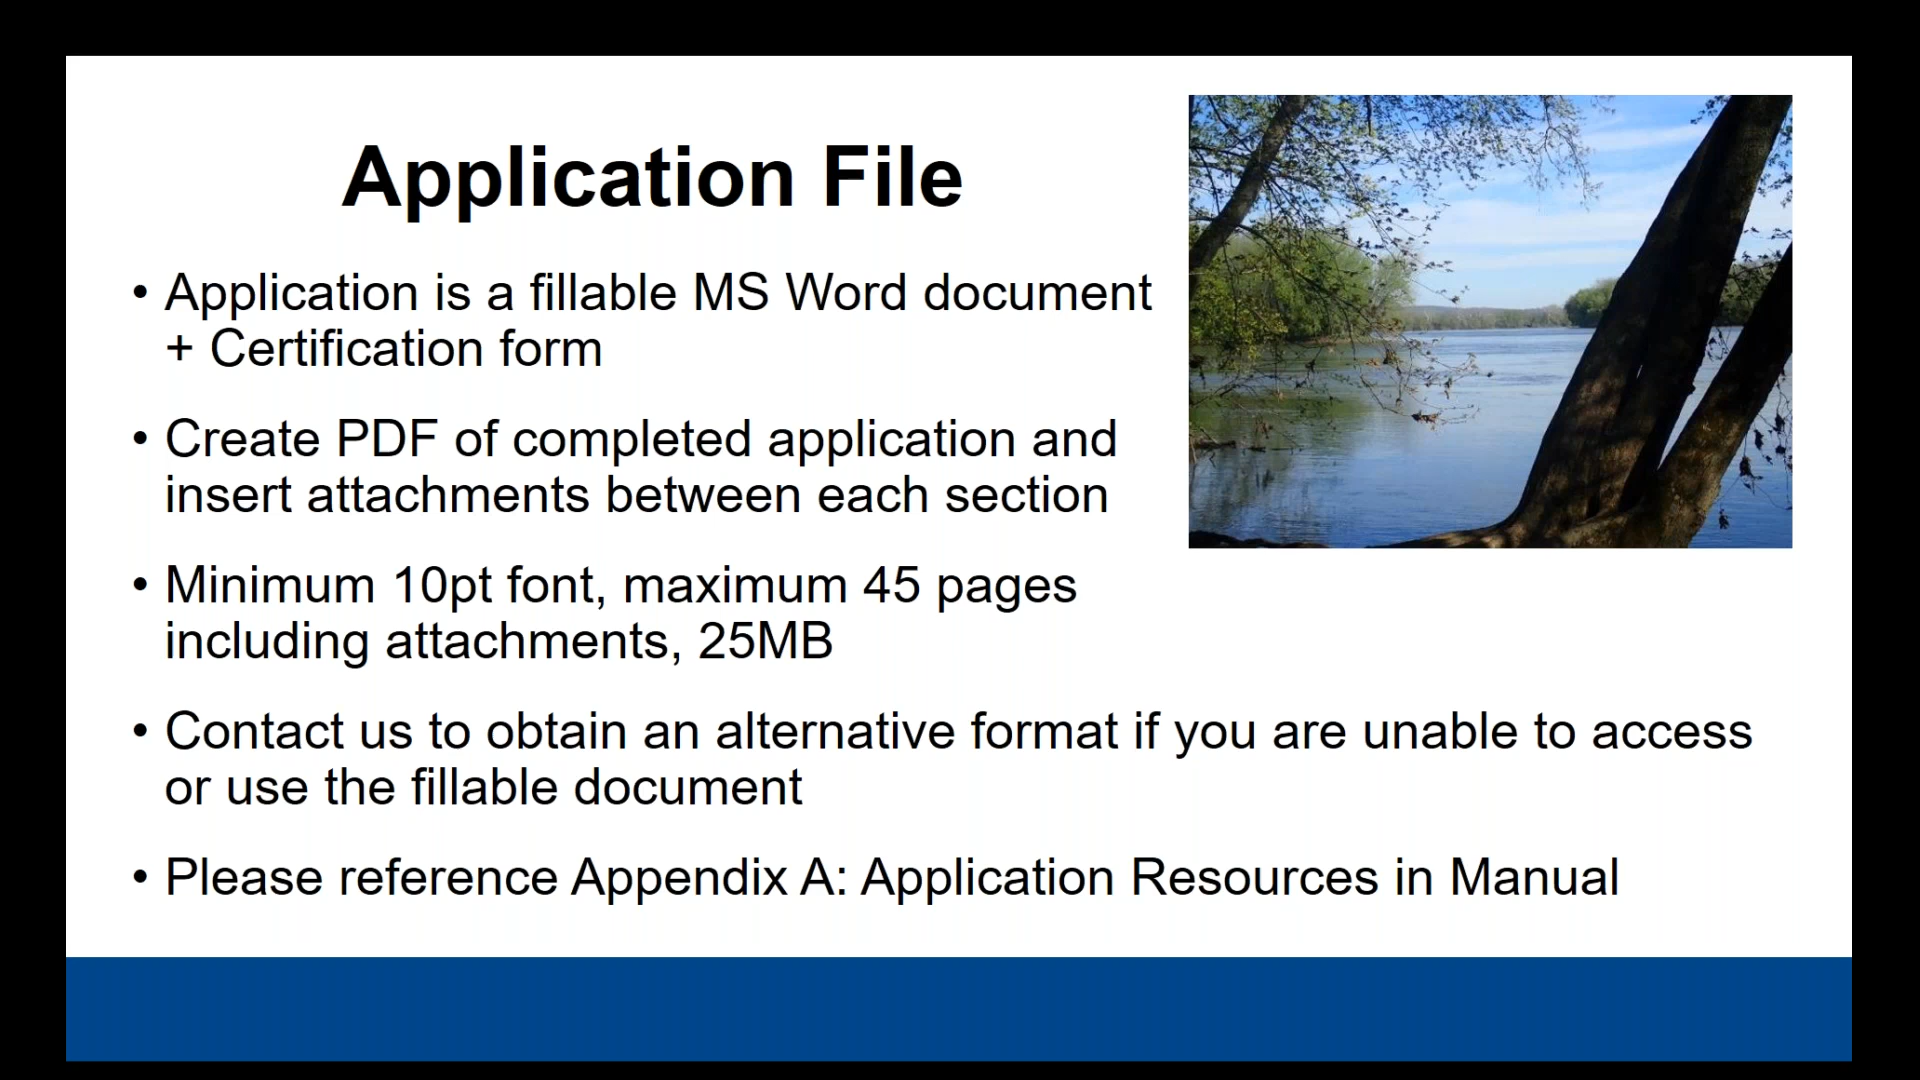 Application File
• Application is a fillable MS Word document
+ Certification form
• Create PDF of completed application and
insert attachments between each section
• Minimum 10pt font, maximum 45 pages
including attachments, 25MB
• Contact us to obtain an alternative format if you are unable to access
or use the fillable document
• Please reference Appendix A: Application Resources in Manual